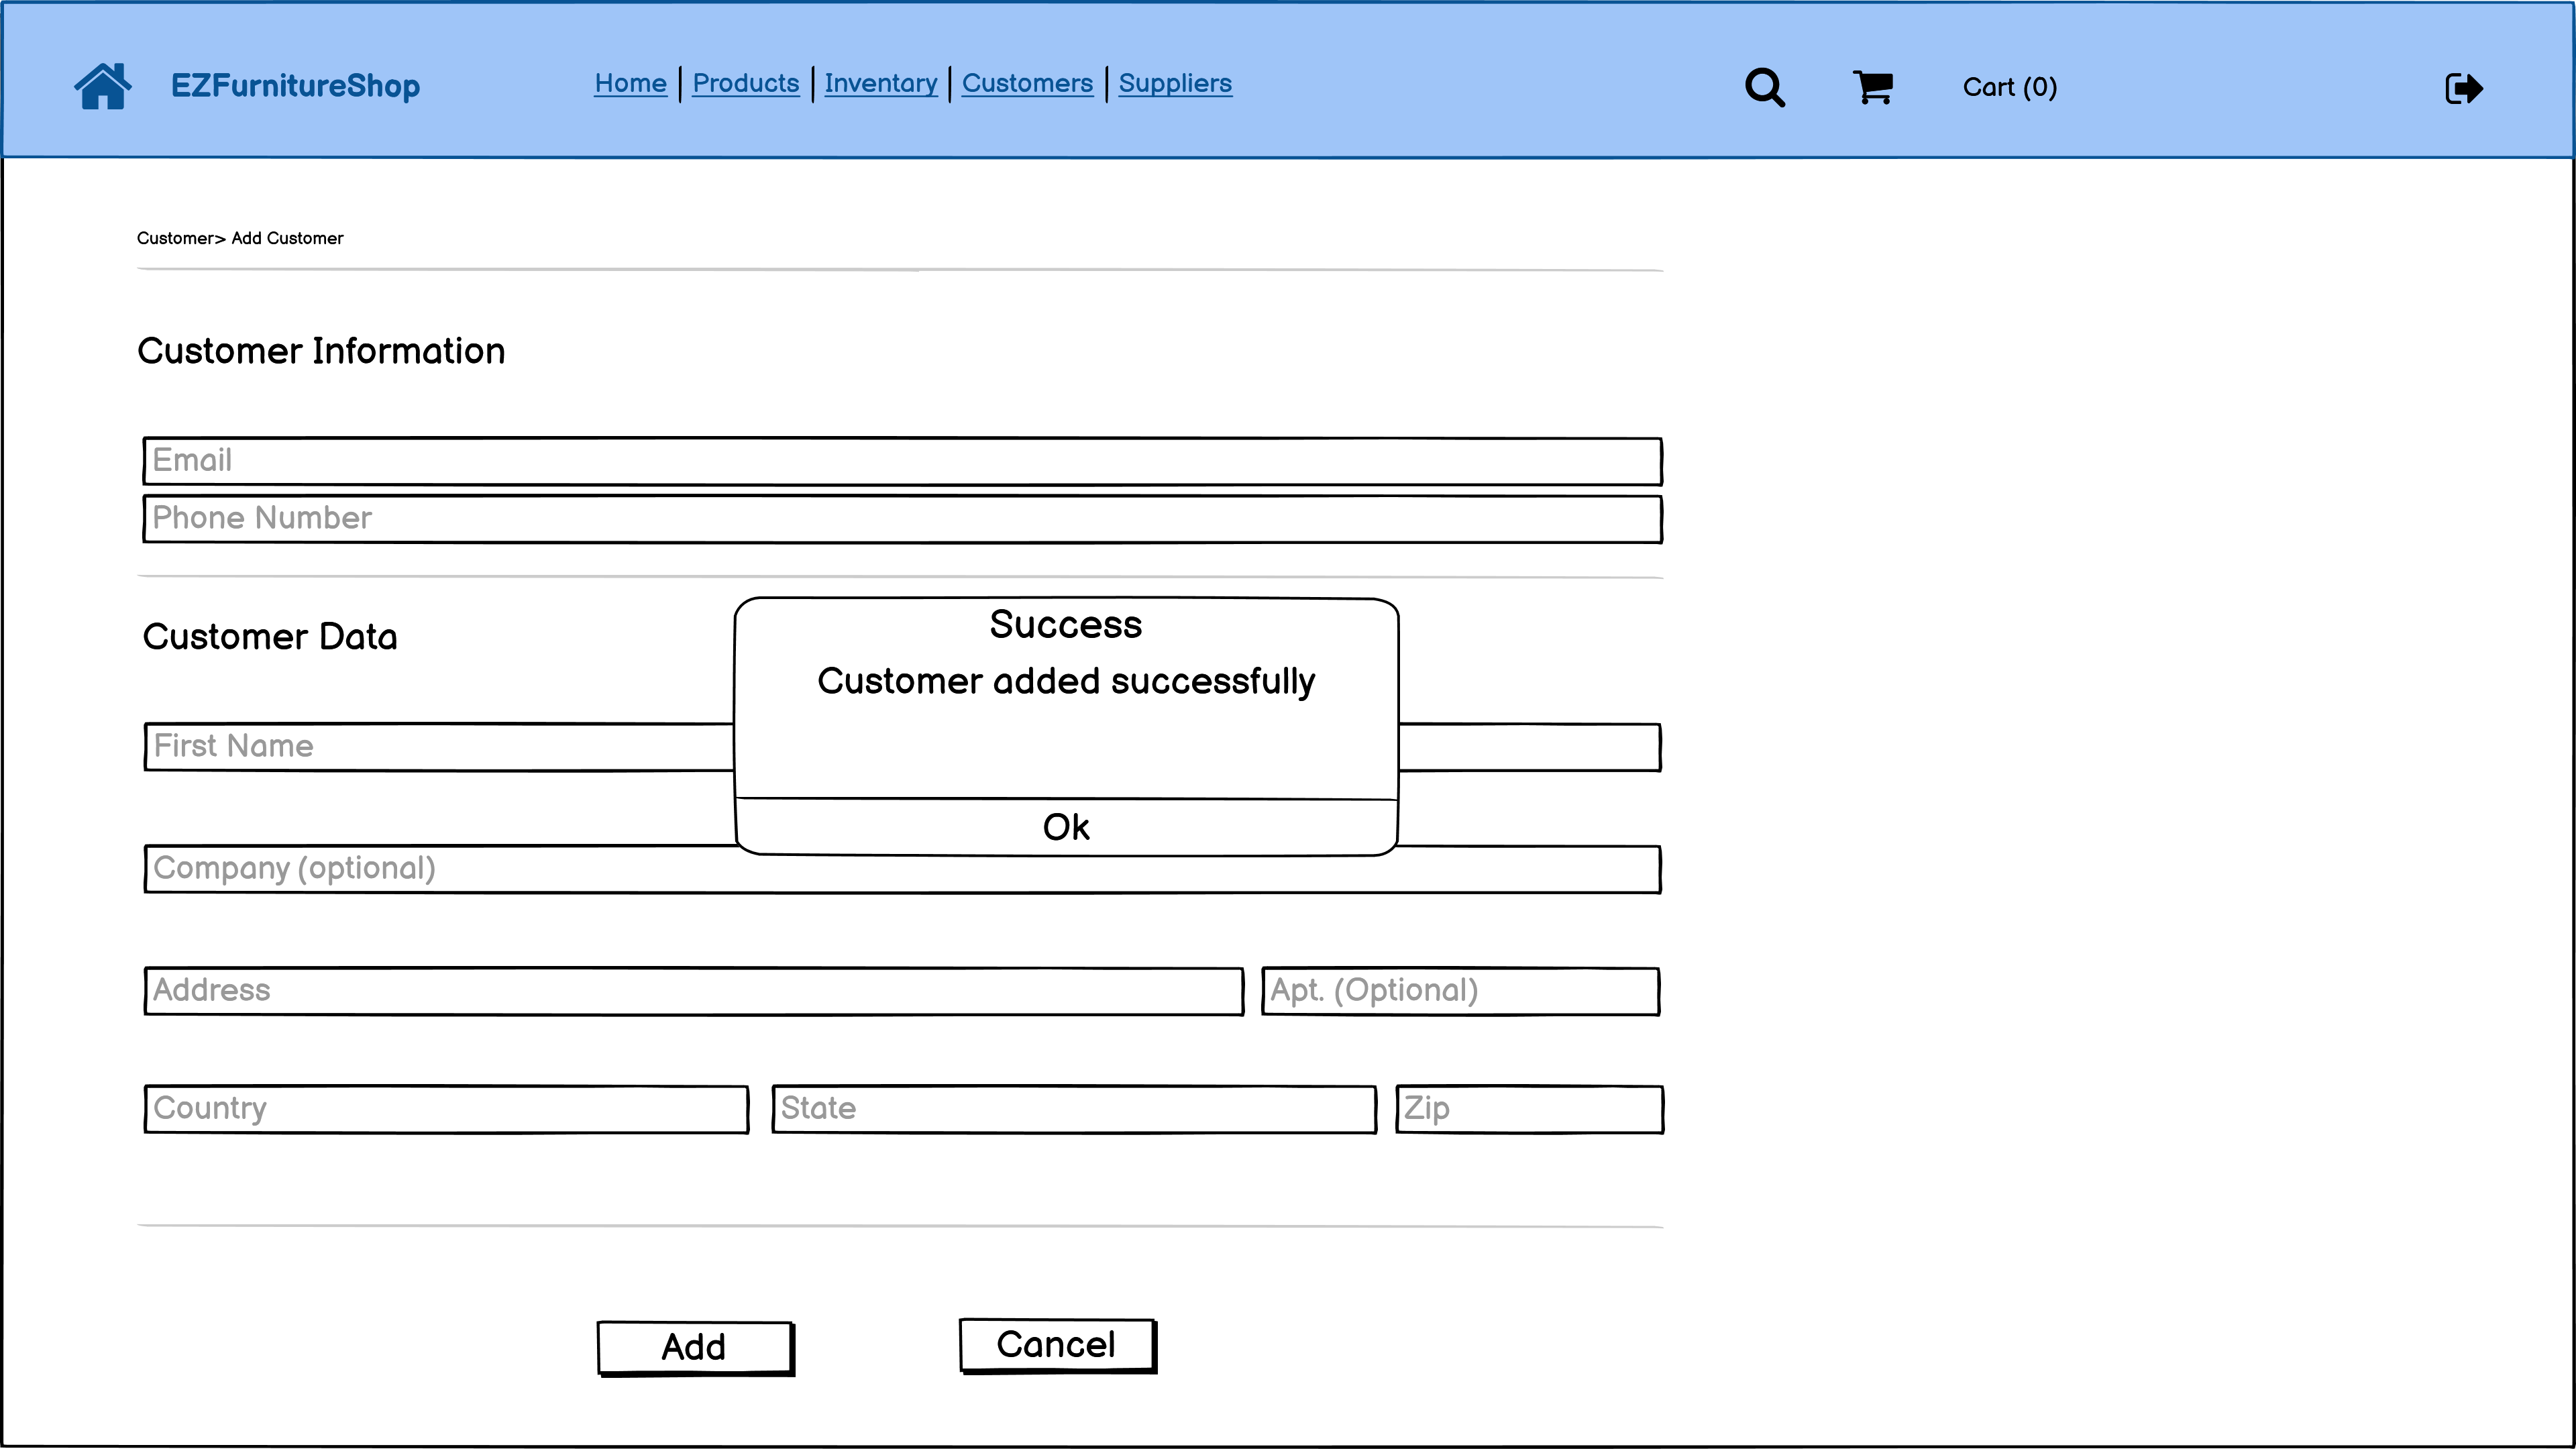 EZFurnitureShop
Home | Products | Inventory | Customers | Suppliers
Cart (0)
Customer> Add Customer
Customer Information
Email
Phone Number
Customer Data
Success
Customer added successfully
Ok
First Name
Company (optional)
Address
Apt. (Optional)
Country
State
Zip
Add
Cancel